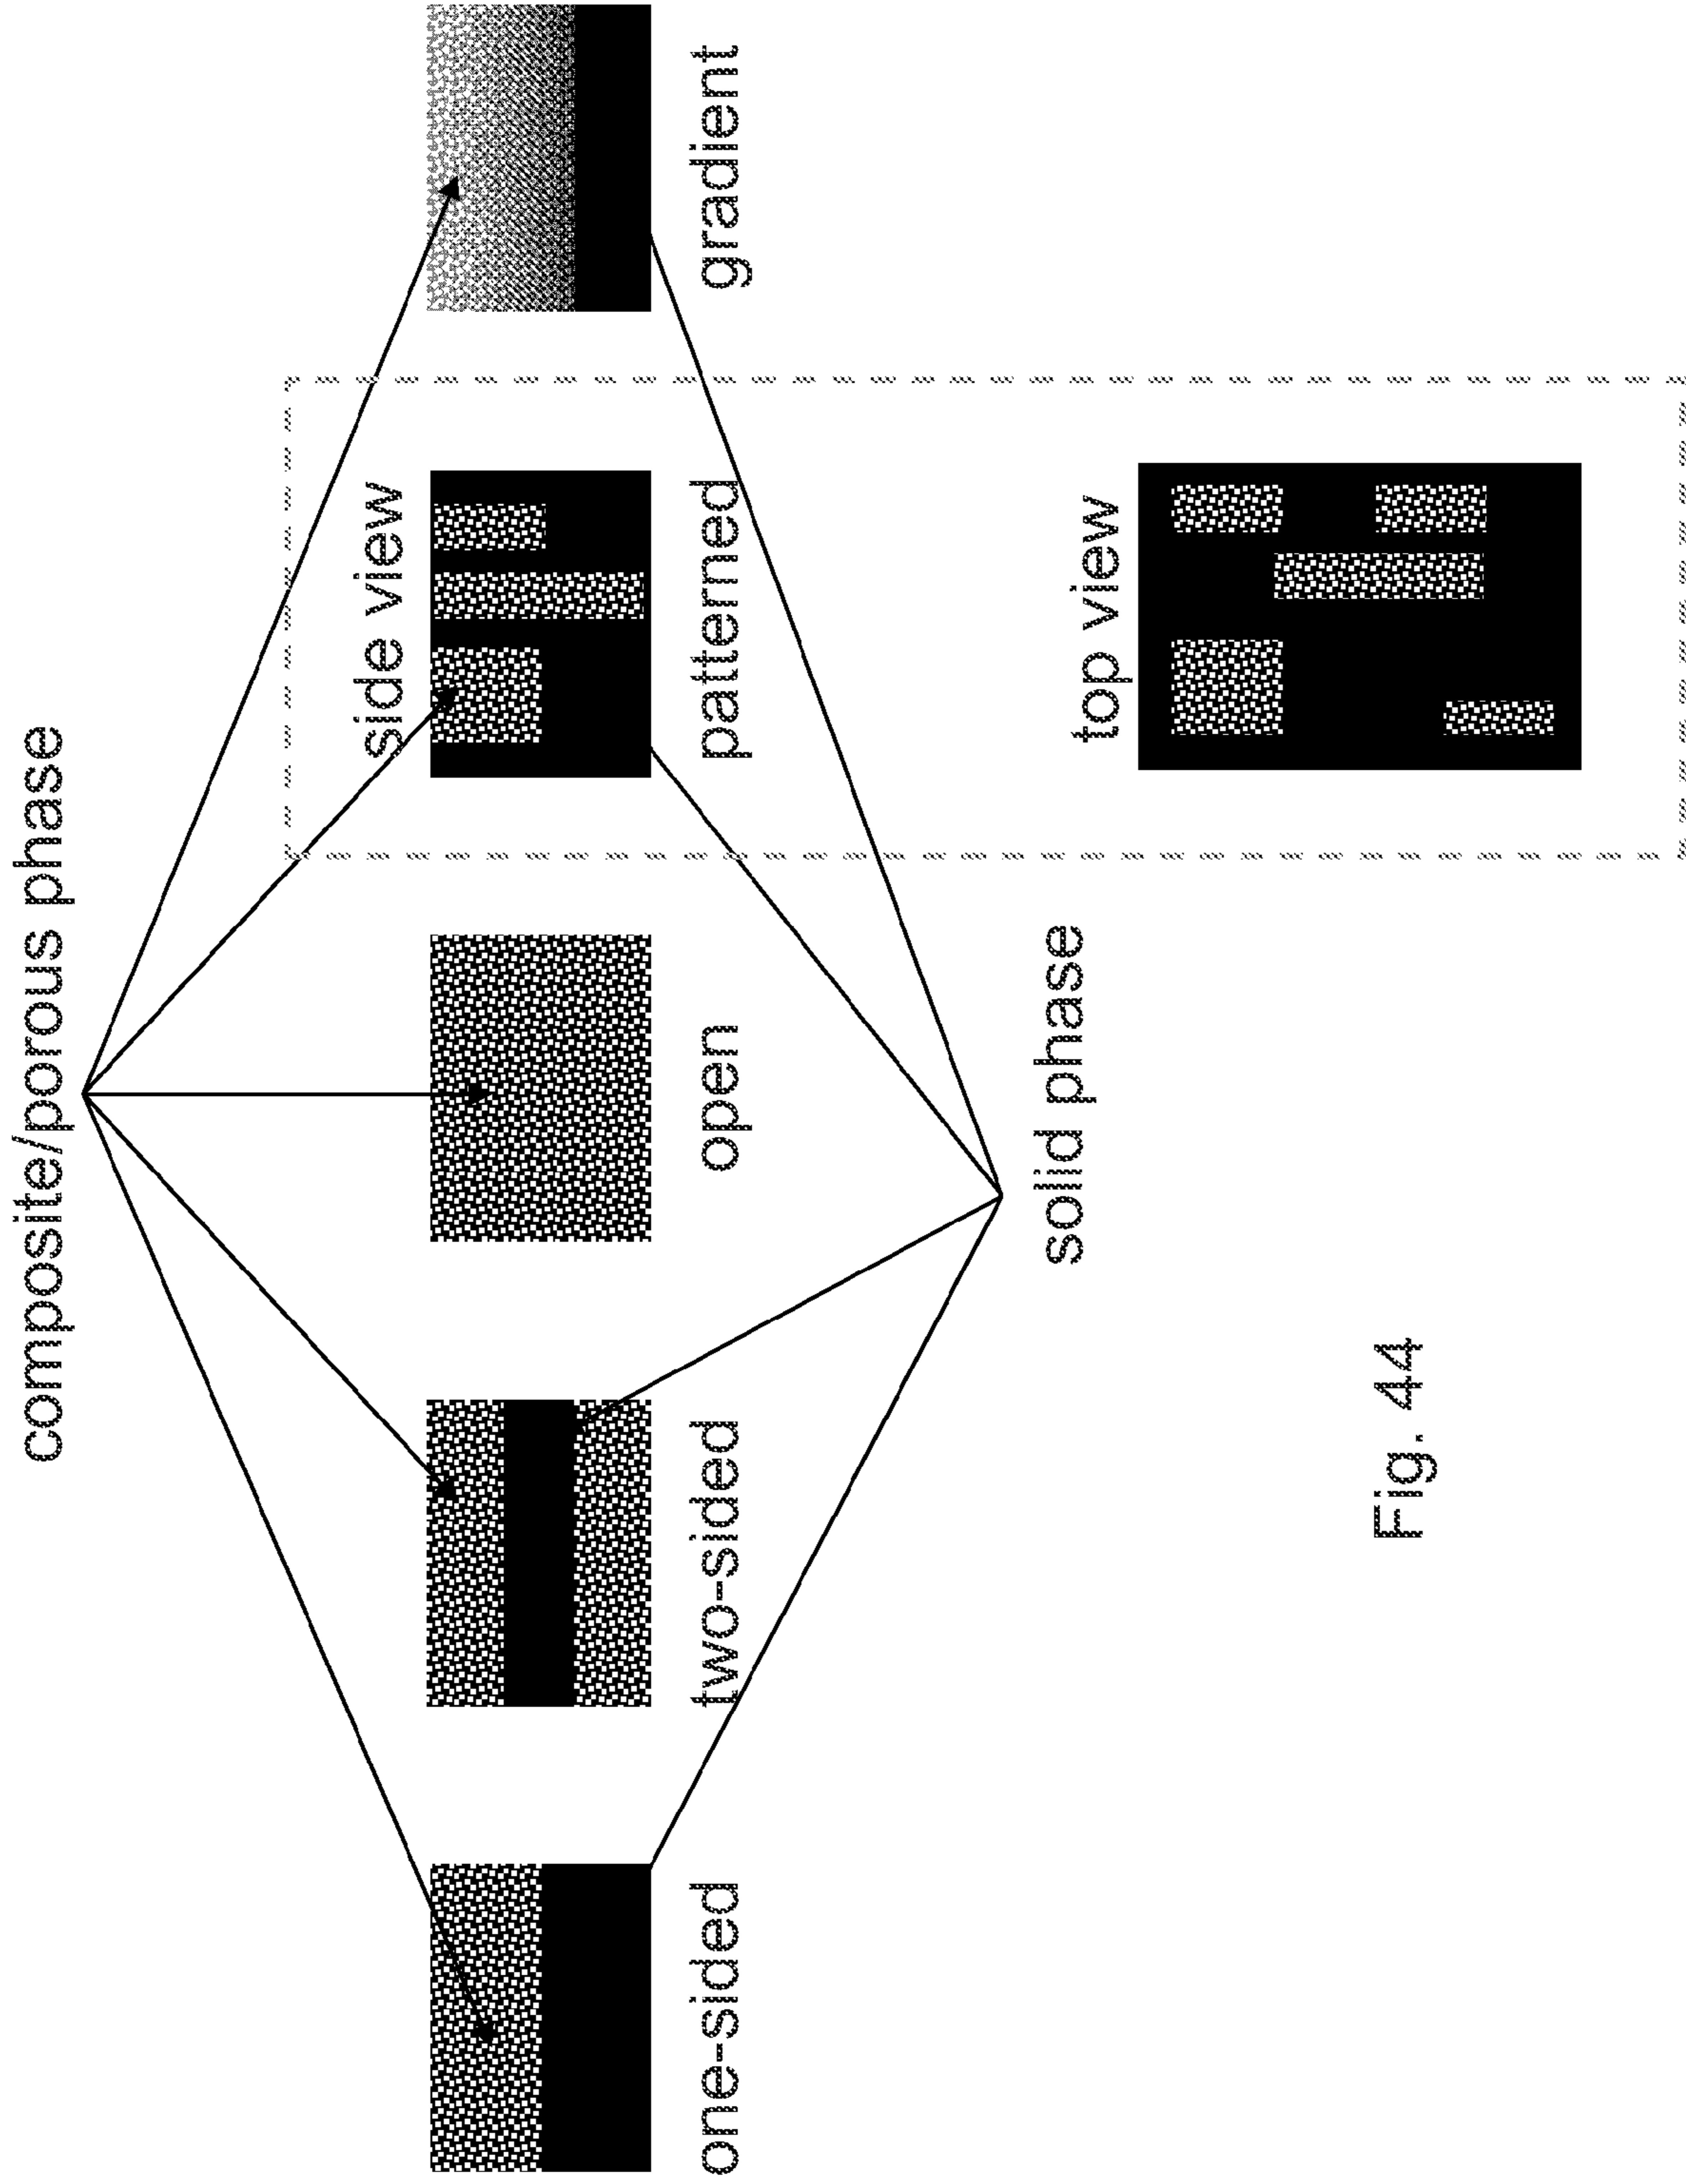 composite/porous phase
side view
one-sided
two-sided
open
patterned
gradient
solid phase
top view
Fig. 44